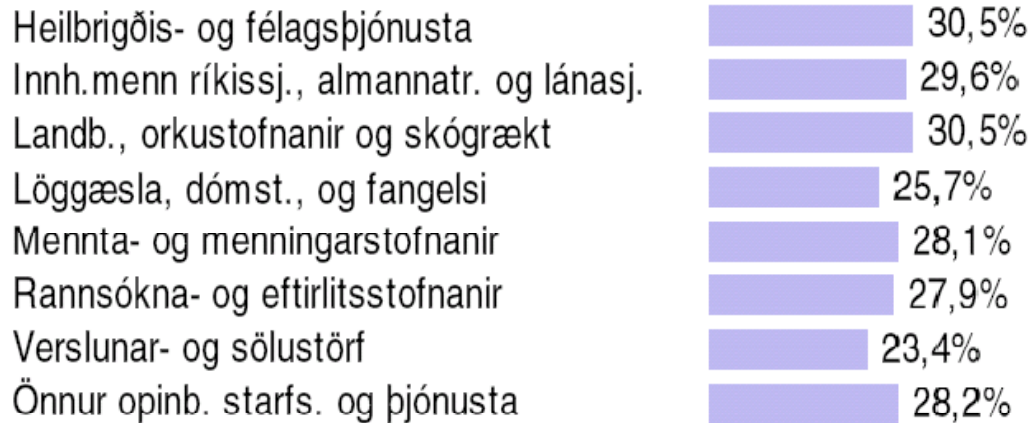 Heilbrigðis- og félagsþjónusta 30,5%
Innh.menn ríkissj., almannatr. og lánasj. 29,6%
Landb., orkustofnanir og skógrækt 30,5%
Löggæsla, dómst., og fangelsi 25,7%
Mennta- og menningarstofnanir 28,1%
Rannsókna- og eftirlitsstofnanir 27,9%
Verslunar- og sölustörf 23,4%
Önnur opinb. starfs. og þjónusta 28,2%